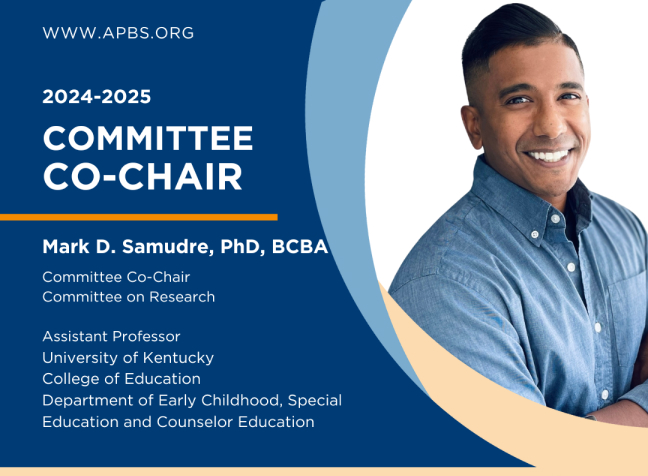 WWW.APBS.ORG
2024-2025
COMMITTEE
CO-CHAIR
Mark D. Samudre, PhD, BCBA
Committee Co-Chair
Committee on Research
Assistant Professor
University of Kentucky
College of Education
Department of Early Childhood, Special
Education and Counselor Education